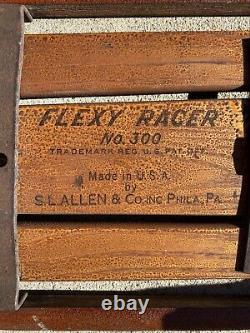 FLEXY RACER
No. 300
TRADEMARK REG. U.S. PAT. OFF.
Made in U.S.A.
by
S.L. ALLEN & CO. INC PHILA., PA.